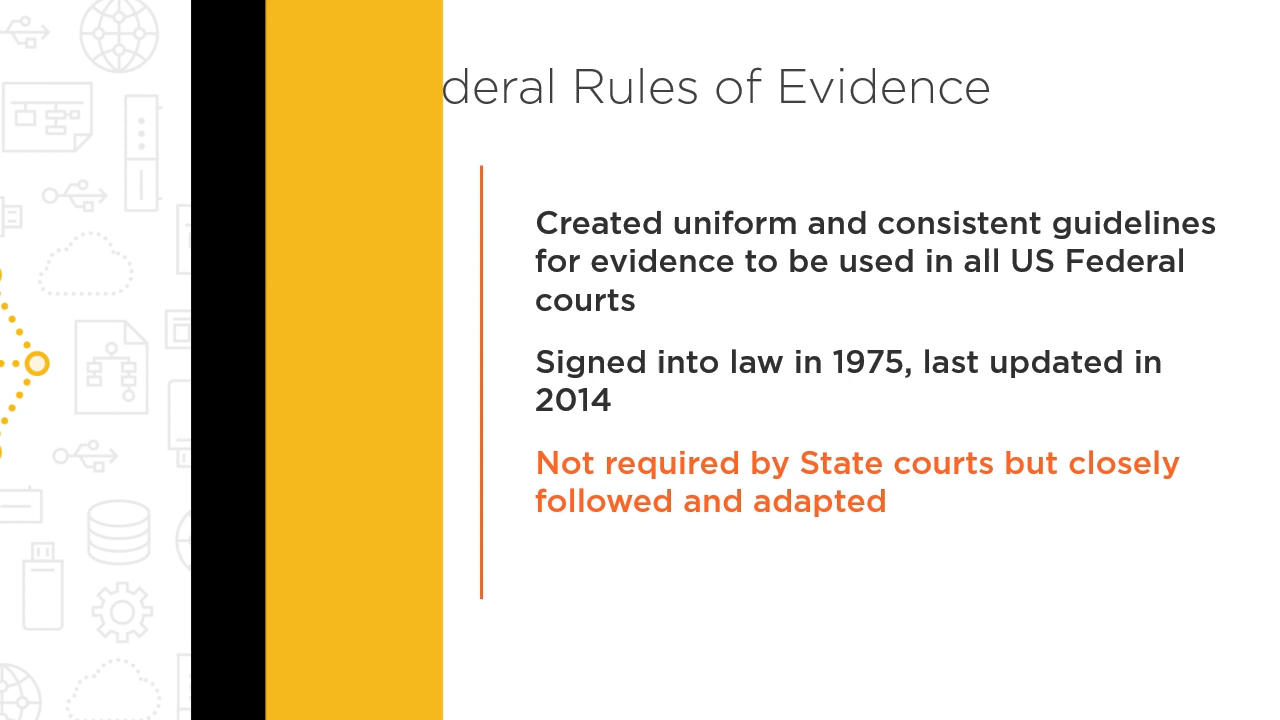 deral Rules of Evidence
Created uniform and consistent guidelines
for evidence to be used in all US Federal
courts
Signed into law in 1975, last updated in
2014
Not required by State courts but closely
followed and adapted